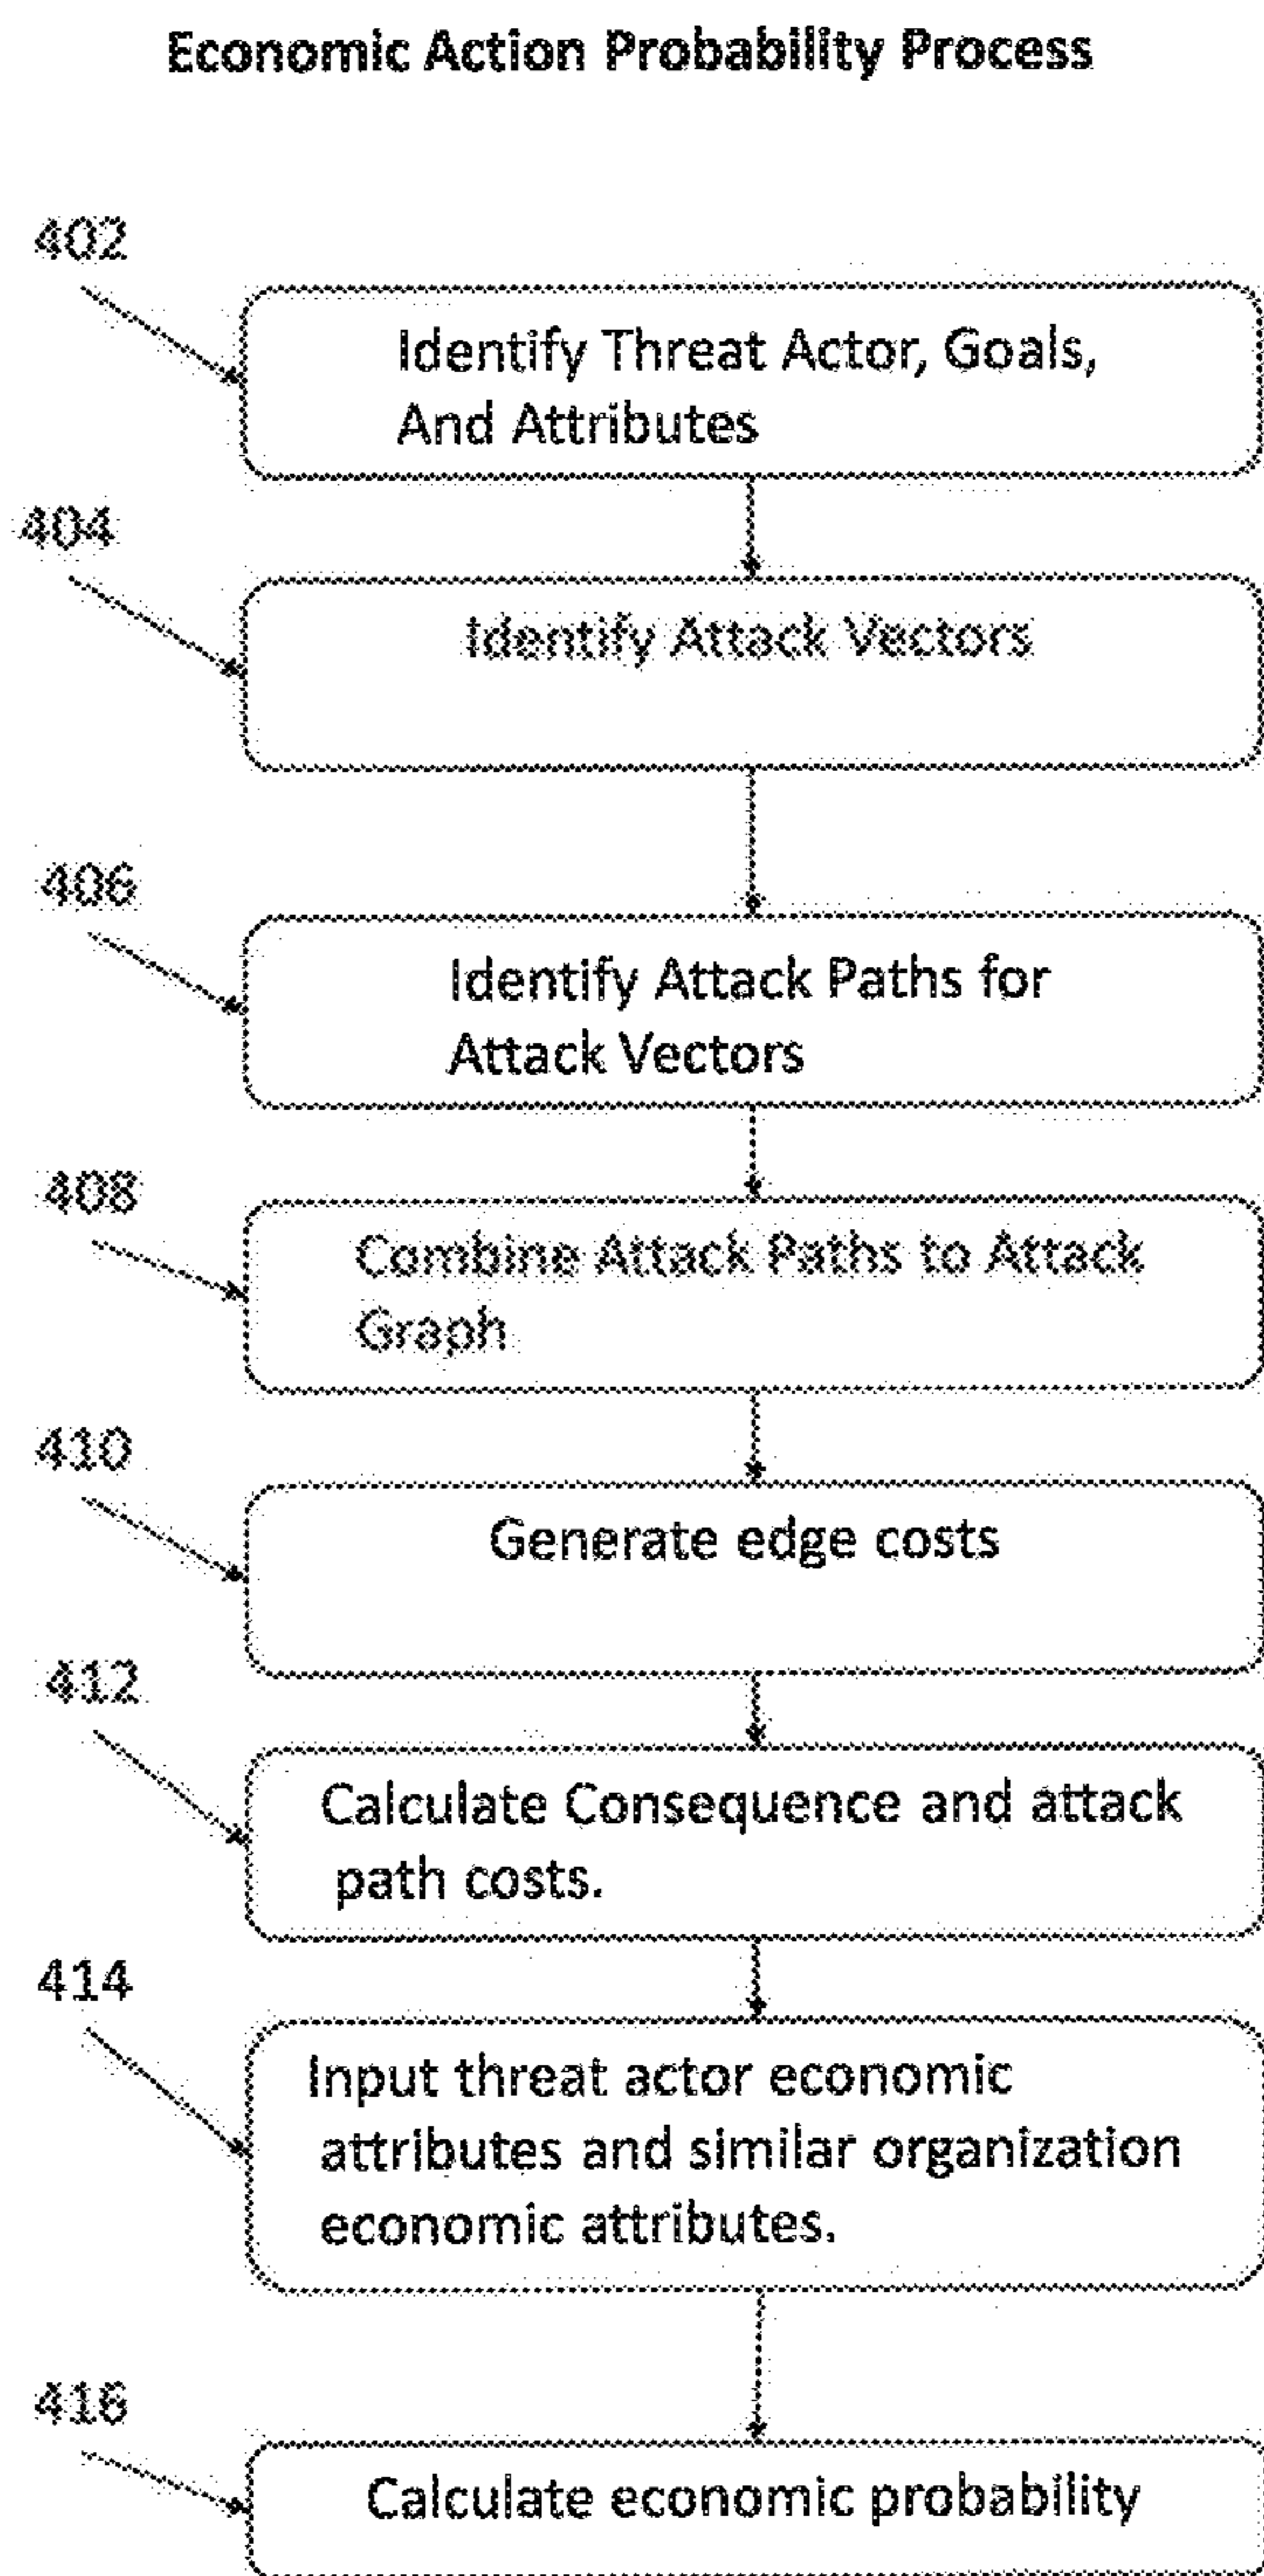 Economic Action Probability Process
402
Identify Threat Actor, Goals,
And Attributes
404
Identify Attack Vectors
406
Identify Attack Paths for
Attack Vectors
408
Combine Attack Paths to Attack
Graph
410
Generate edge costs
412
Calculate Consequence and attack
path costs.
414
Input threat actor economic
attributes and similar organization
economic attributes.
416
Calculate economic probability